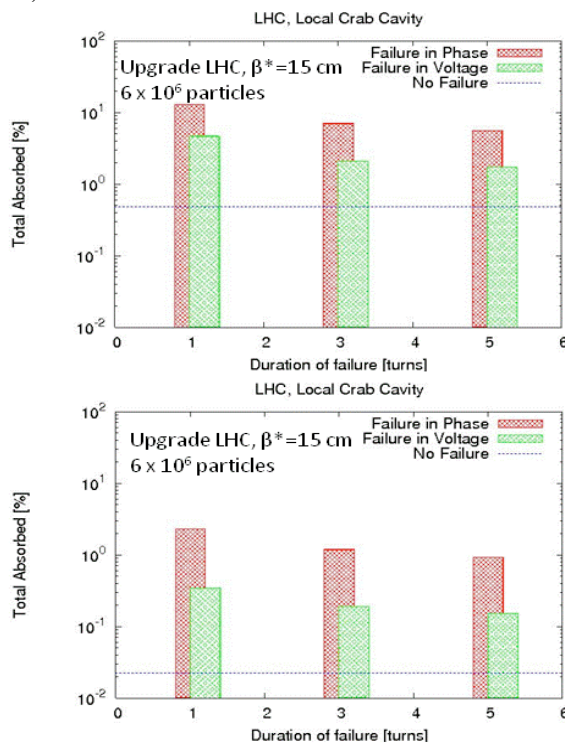 LHC, Local Crab Cavity
Upgrade LHC, β*=15 cm
6 x 10⁶ particles
Failure in Phase
Failure in Voltage
No Failure
Total Absorbed [%]
10²
10¹
10⁰
10⁻¹
10⁻²
0 1 2 3 4 5 6
Duration of failure [turns]
LHC, Local Crab Cavity
Upgrade LHC, β*=15 cm
6 x 10⁶ particles
Failure in Phase
Failure in Voltage
No Failure
Total Absorbed [%]
10²
10¹
10⁰
10⁻¹
10⁻²
0 1 2 3 4 5 6
Duration of failure [turns]